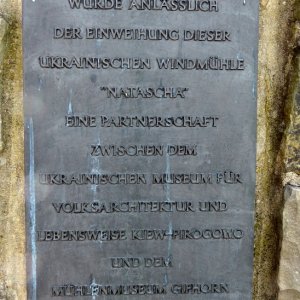 WURDE ANLÄSSLICH
DER EINWEIHUNG DIESER
UKRAINISCHEN WINDMÜHLE
"NATASCHA"
EINE PARTNERSCHAFT
ZWISCHEN DEM
UKRAINISCHEN MUSEUM FÜR
VOLKSARCHITEKTUR UND
LEBENSWEISE KIEW-PIROGOWO
UND DEM
MÜHLENMUSEUM GIFHORN